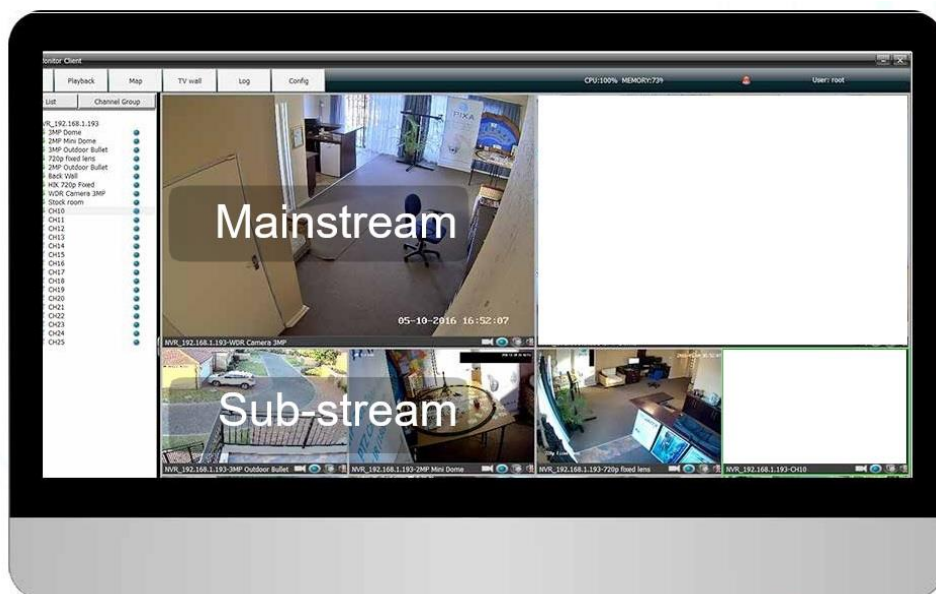 Monitor Client
Playback Map TV wall Log Config CPU:100% MEMORY:73% User: root
List Channel Group
NVR_192.168.1.193
3MP Dome
2MP Mini Dome
3MP Outdoor Bullet
720p fixed lens
2MP Outdoor Bullet
Back Wall
HIK 720p Fixed
WDR Camera 3MP
Stock room
CH10
CH11
CH12
CH13
CH14
CH15
CH16
CH17
CH18
CH19
CH20
CH21
CH22
CH23
CH24
CH25
PIXA
Mainstream
05-10-2016 16:52:07
NVR_192.168.1.193-WDR Camera 3MP
Sub-stream
NVR_192.168.1.193-3MP Outdoor Bullet NVR_192.168.1.193-2MP Mini Dome NVR_192.168.1.193-720p fixed lens NVR_192.168.1.193-CH10